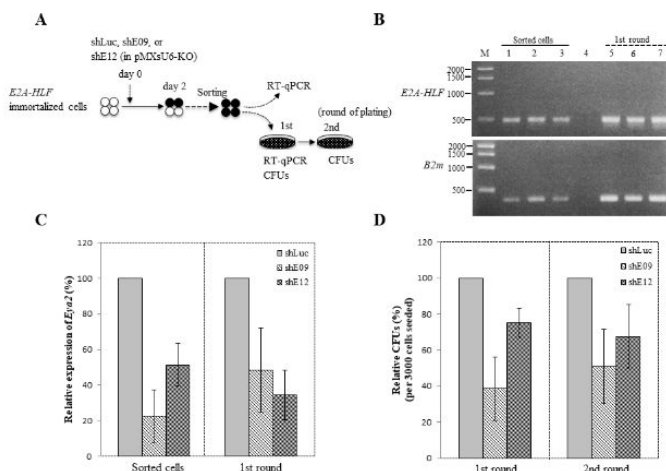 A
shLuc, shE09, or
shE12 (in pMXsU6-KO)
day 0
day 2
Sorting
RT-qPCR
E2A-HLF
immortalized cells
(round of plating)
1st
2nd
RT-qPCR
CFUs
CFUs
B
Sorted cells
1st round
M
1
2
3
4
5
6
7
2000
1500
1000
500
E2A-HLF
2000
1500
1000
500
B2m
C
Relative expression of Eya2 (%)
120
100
80
60
40
20
0
shLuc
shE09
shE12
Sorted cells
1st round
D
Relative CFUs (%)
(per 3000 cells seeded)
120
100
80
60
40
20
0
shLuc
shE09
shE12
1st round
2nd round